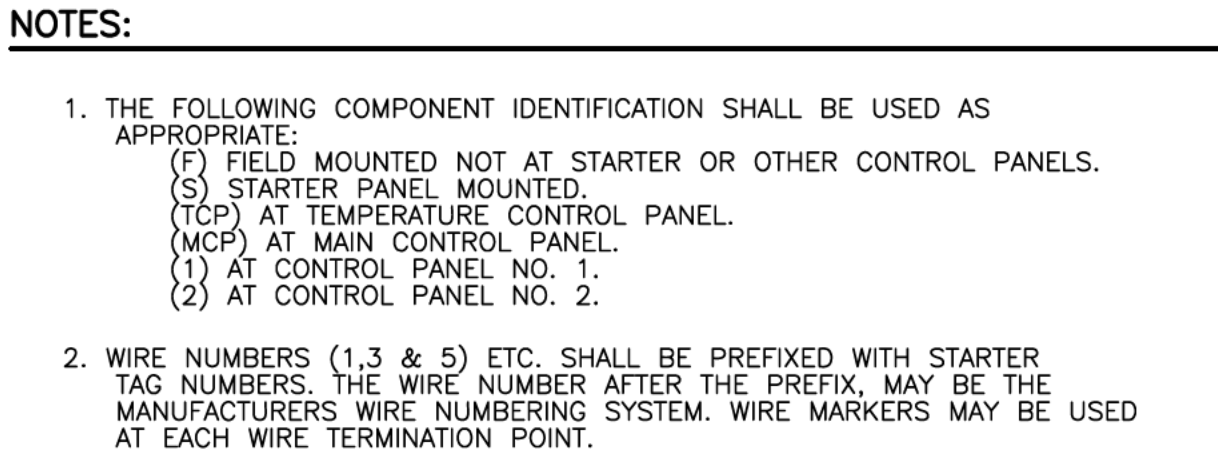 NOTES:
1. THE FOLLOWING COMPONENT IDENTIFICATION SHALL BE USED AS
APPROPRIATE:
(F) FIELD MOUNTED NOT AT STARTER OR OTHER CONTROL PANELS.
(S) STARTER PANEL MOUNTED.
(TCP) AT TEMPERATURE CONTROL PANEL.
(MCP) AT MAIN CONTROL PANEL.
(1) AT CONTROL PANEL NO. 1.
(2) AT CONTROL PANEL NO. 2.
2. WIRE NUMBERS (1,3 & 5) ETC. SHALL BE PREFIXED WITH STARTER
TAG NUMBERS. THE WIRE NUMBER AFTER THE PREFIX, MAY BE THE
MANUFACTURERS WIRE NUMBERING SYSTEM. WIRE MARKERS MAY BE USED
AT EACH WIRE TERMINATION POINT.